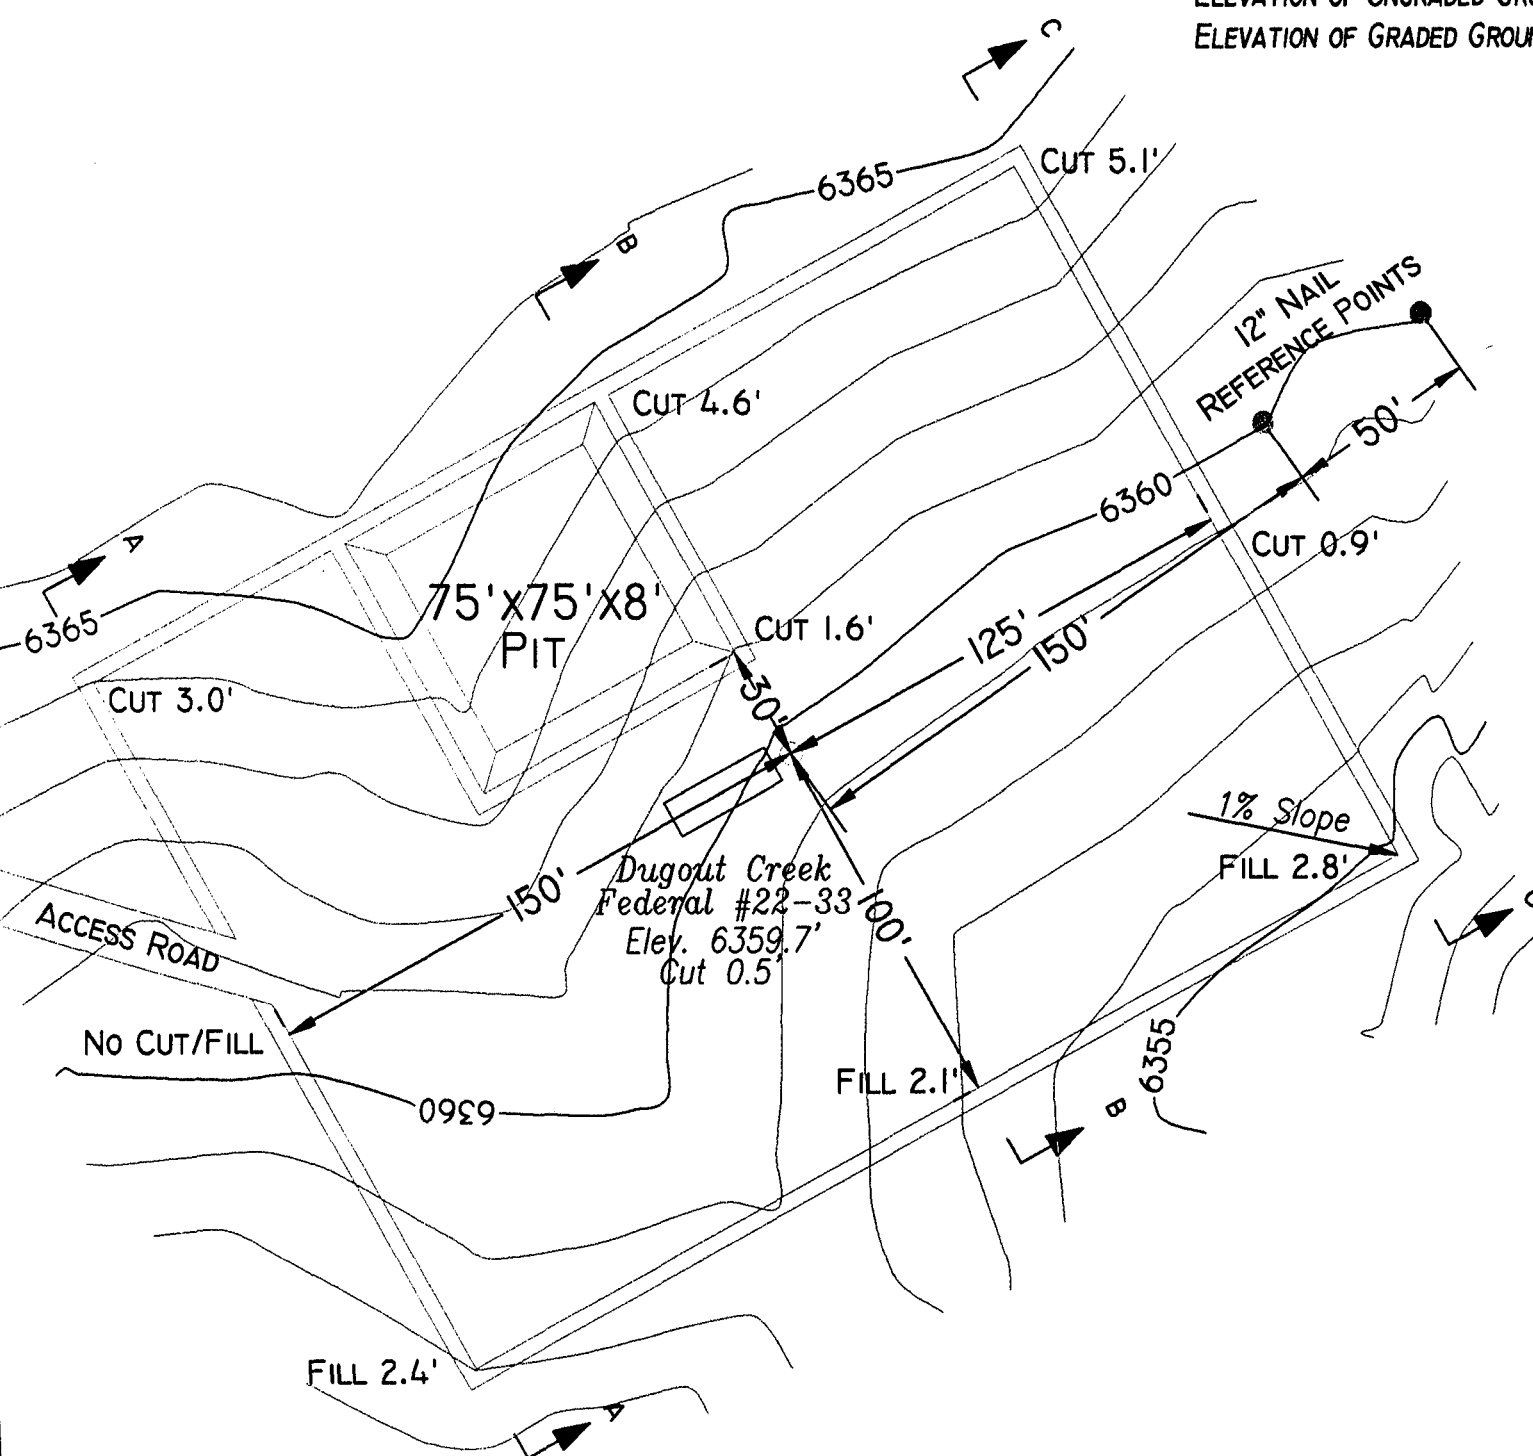 ELEVATION OF GRADED GROU
C
CUT 5.1'
6365
B
12" NAIL
REFERENCE POINTS
CUT 4.6'
50'
6360
A
CUT 0.9'
75'X75'X8'
PIT
6365
CUT 1.6'
125'
150'
CUT 3.0'
30'
1% Slope
FILL 2.8'
Dugout Creek
Federal #22-33
Elev. 6359.7'
Cut 0.5'
150'
100'
ACCESS ROAD
NO CUT/FILL
6360
FILL 2.1'
6355
B
FILL 2.4'
A